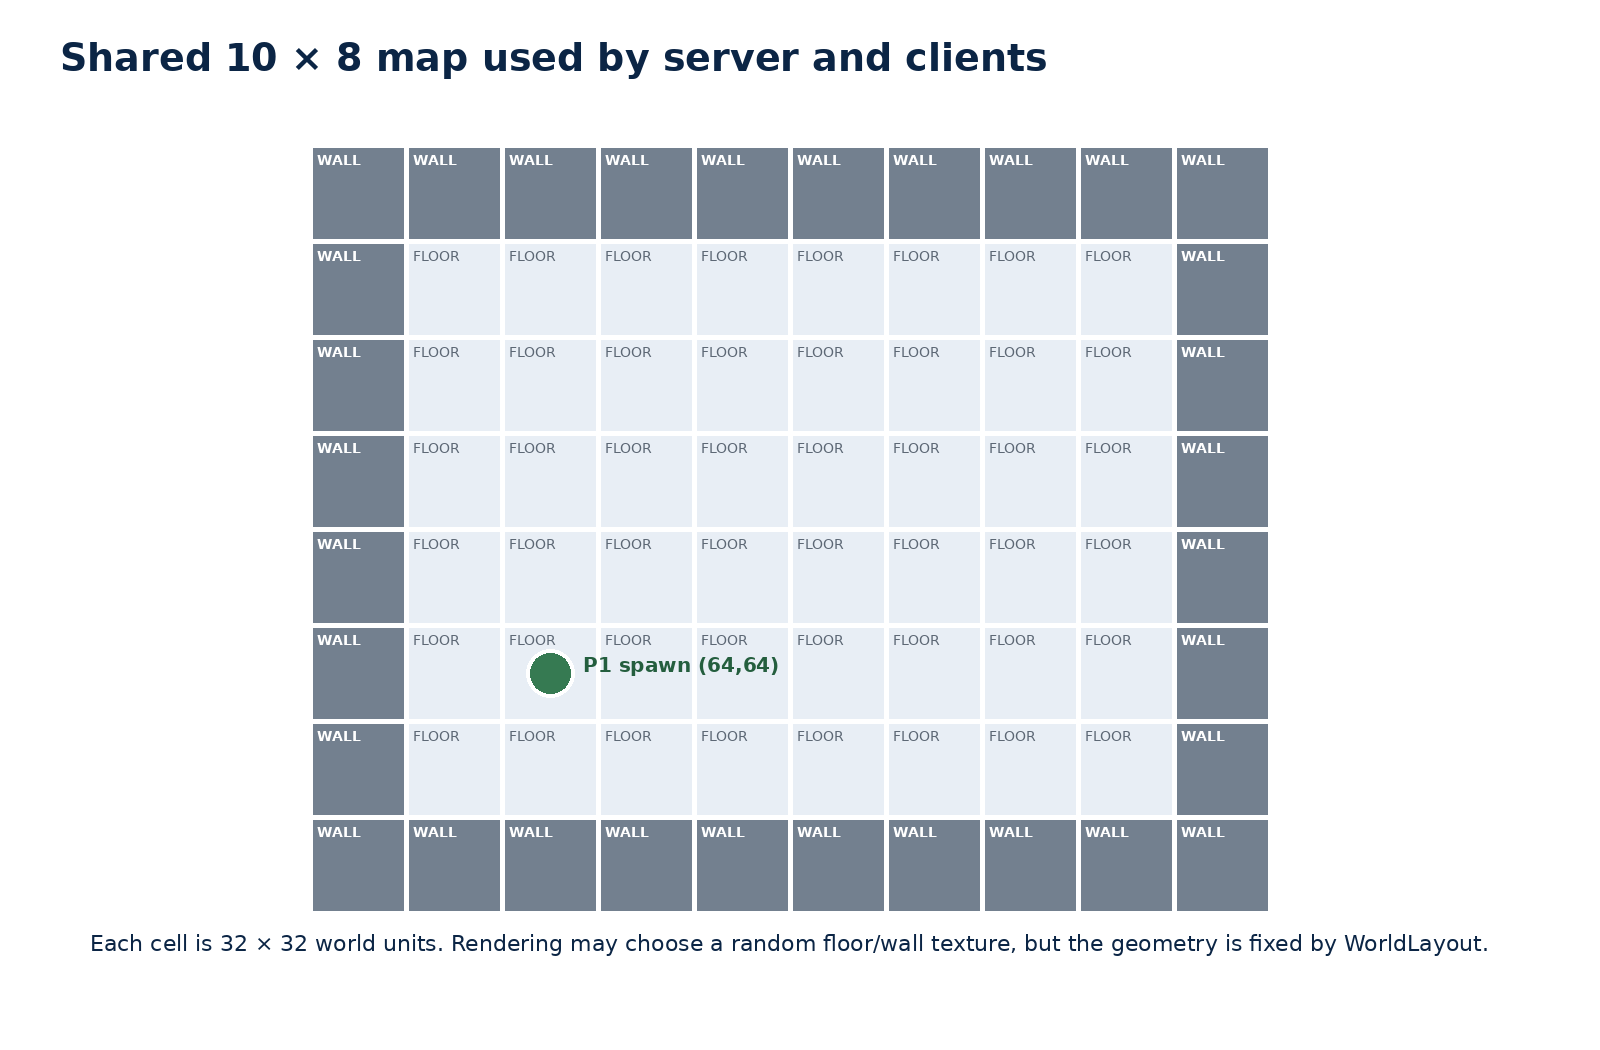 Shared 10 × 8 map used by server and clients
WALL WALL WALL WALL WALL WALL WALL WALL WALL WALL
WALL FLOOR FLOOR FLOOR FLOOR FLOOR FLOOR FLOOR FLOOR WALL
WALL FLOOR FLOOR FLOOR FLOOR FLOOR FLOOR FLOOR FLOOR WALL
WALL FLOOR FLOOR FLOOR FLOOR FLOOR FLOOR FLOOR FLOOR WALL
WALL FLOOR FLOOR FLOOR FLOOR FLOOR FLOOR FLOOR FLOOR WALL
WALL FLOOR FLOOR FLOOR FLOOR FLOOR FLOOR FLOOR FLOOR WALL
P1 spawn (64,64)
WALL FLOOR FLOOR FLOOR FLOOR FLOOR FLOOR FLOOR FLOOR WALL
WALL WALL WALL WALL WALL WALL WALL WALL WALL WALL
Each cell is 32 × 32 world units. Rendering may choose a random floor/wall texture, but the geometry is fixed by WorldLayout.